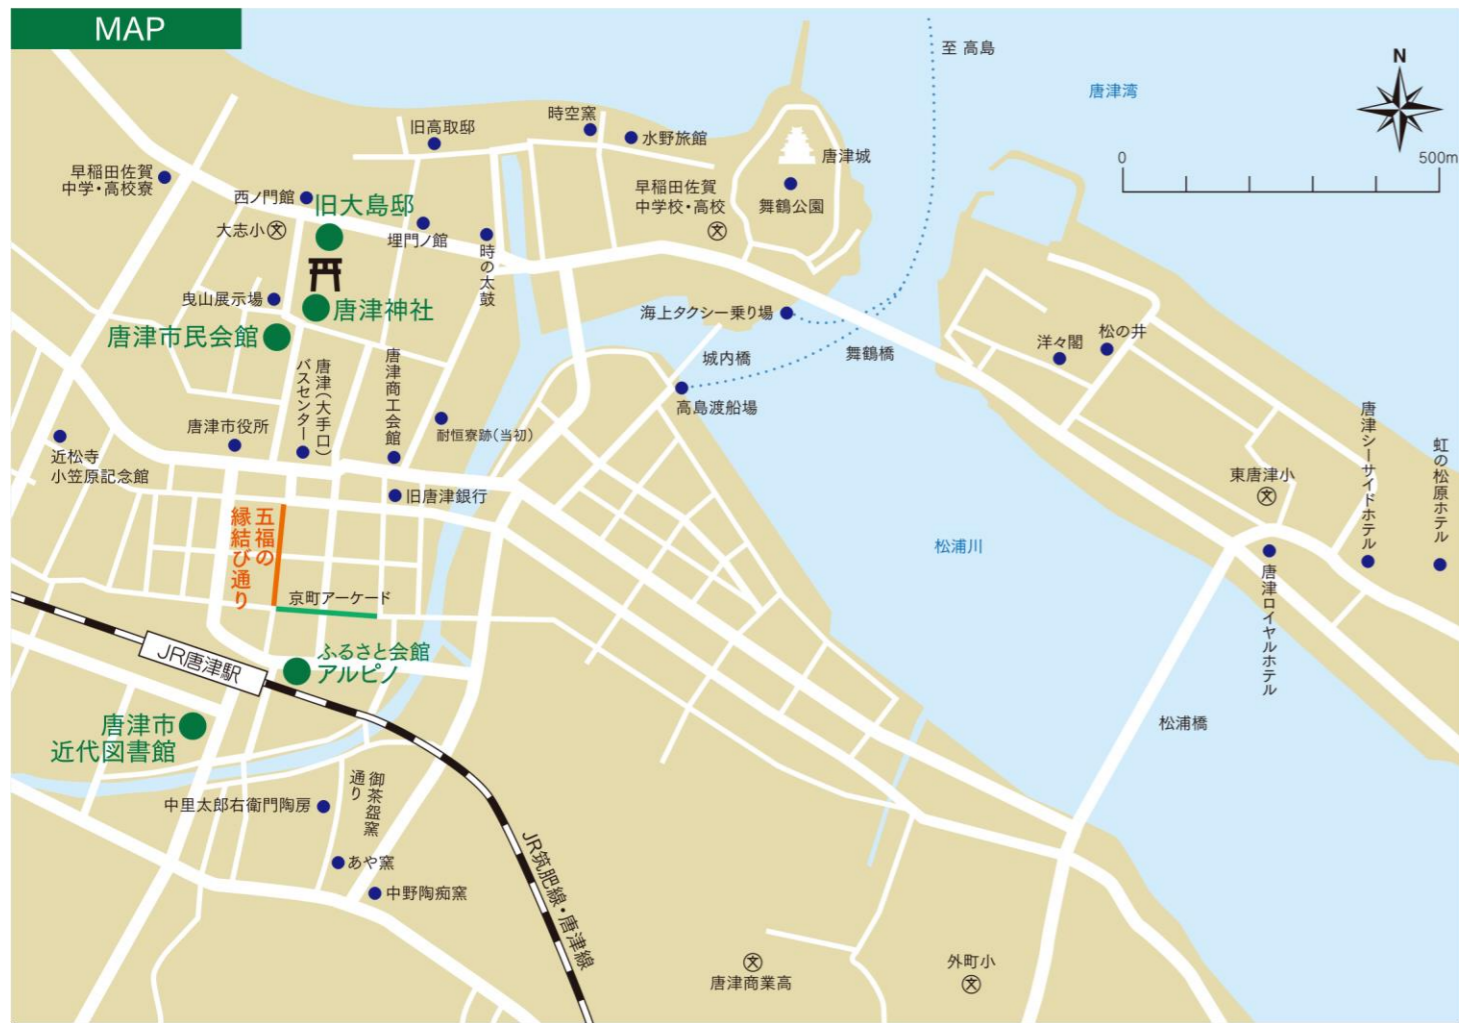 MAP
至 高島
N
唐津湾
0
500m
時空窯
旧高取邸
水野旅館
唐津城
早稲田佐賀
中学・高校寮
西ノ門館
旧大島邸
早稲田佐賀
中学校・高校
舞鶴公園
大志小
埋門ノ館
時の太鼓
曳山展示場
唐津神社
海上タクシー乗り場
唐津市民会館
城内橋
舞鶴橋
洋々閣
松の井
唐津(大手口)
バスセンター
唐津商工会館
高島渡船場
唐津市役所
耐恒寮跡(当初)
近松寺
小笠原記念館
唐津シーサイドホテル
虹の松原ホテル
東唐津小
旧唐津銀行
五福の
縁結び通り
松浦川
京町アーケード
唐津ロイヤルホテル
JR唐津駅
ふるさと会館
アルピノ
唐津市
近代図書館
松浦橋
御茶盌窯
通り
中里太郎右衛門陶房
あや窯
中野陶痴窯
JR筑肥線・唐津線
唐津商業高
外町小
文
文
文
文
文